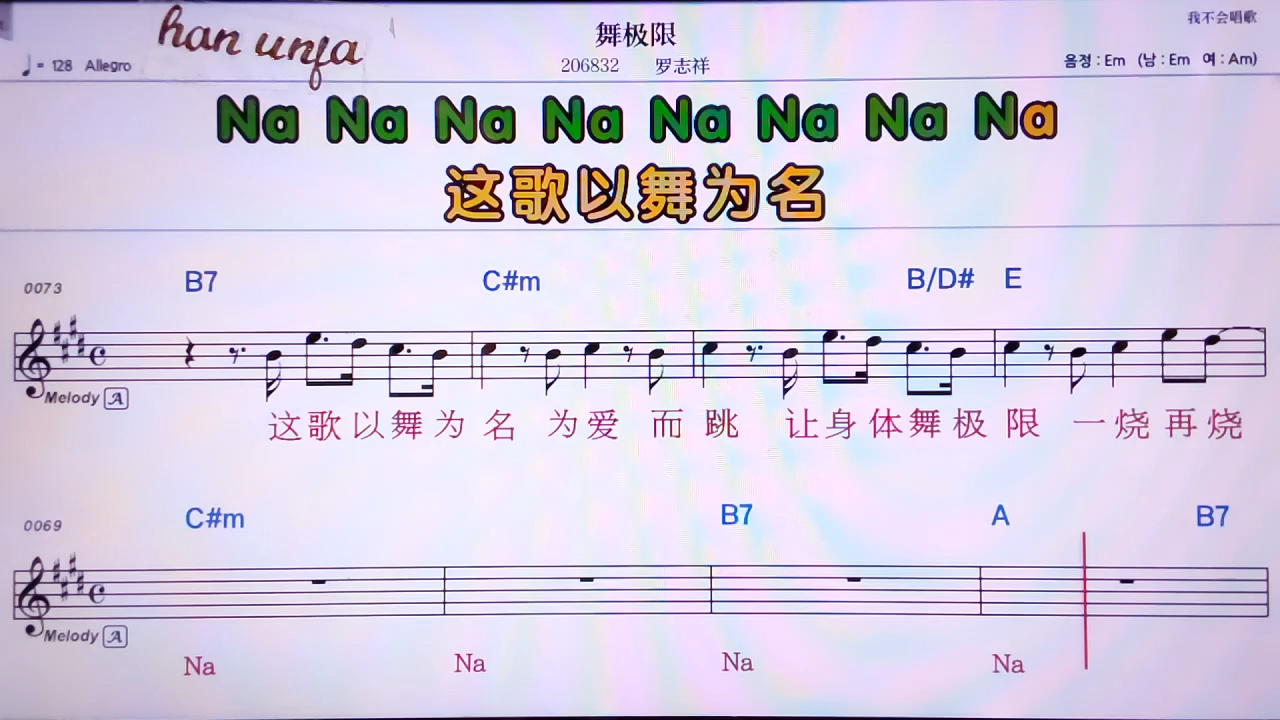 han unfa
舞极限
我不会唱歌
♩ = 128 Allegro
206832 罗志祥
음정 : Em (남 : Em 여 : Am)
Na Na Na Na Na Na Na Na
这歌以舞为名
0073 B7 C#m B/D# E
Melody A
这歌以舞为名 为爱 而跳 让身体舞极限 一烧再烧
0069 C#m B7 A B7
Melody A
Na Na Na Na